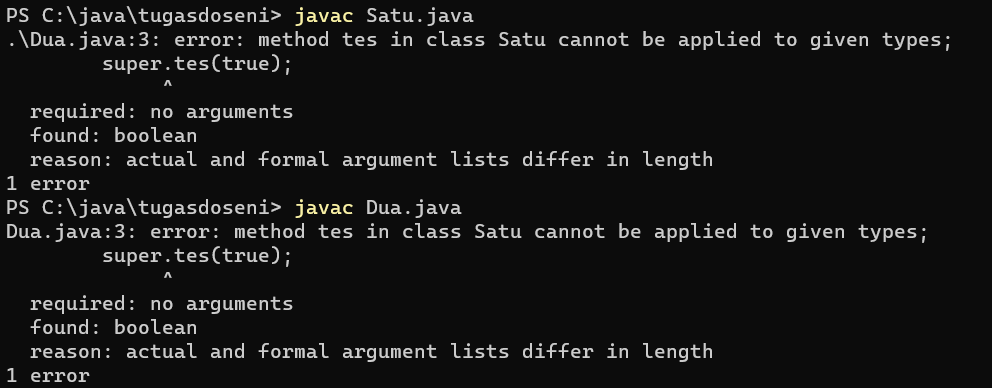 PS C:\java\tugasdoseni> javac Satu.java
.\Dua.java:3: error: method tes in class Satu cannot be applied to given types;
        super.tes(true);
             ^
  required: no arguments
  found: boolean
  reason: actual and formal argument lists differ in length
1 error
PS C:\java\tugasdoseni> javac Dua.java
Dua.java:3: error: method tes in class Satu cannot be applied to given types;
        super.tes(true);
             ^
  required: no arguments
  found: boolean
  reason: actual and formal argument lists differ in length
1 error